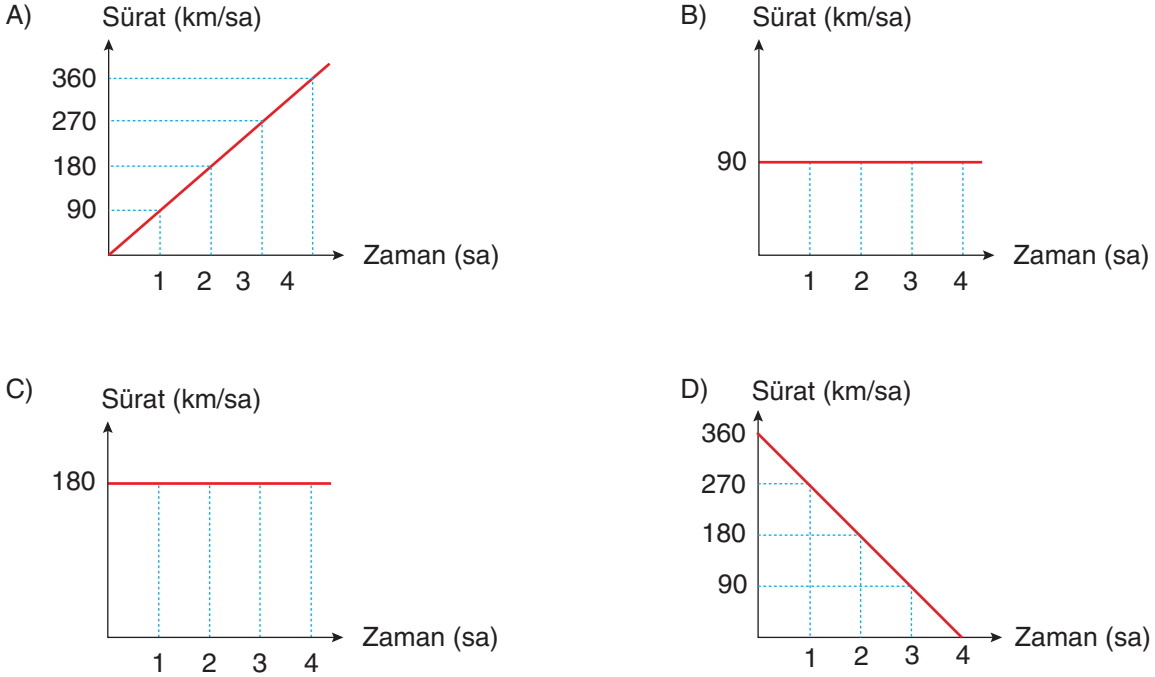 A)
Sürat (km/sa)
360
270
180
90
1 2 3 4
Zaman (sa)
B)
Sürat (km/sa)
90
1 2 3 4
Zaman (sa)
C)
Sürat (km/sa)
180
1 2 3 4
Zaman (sa)
D)
Sürat (km/sa)
360
270
180
90
1 2 3 4
Zaman (sa)